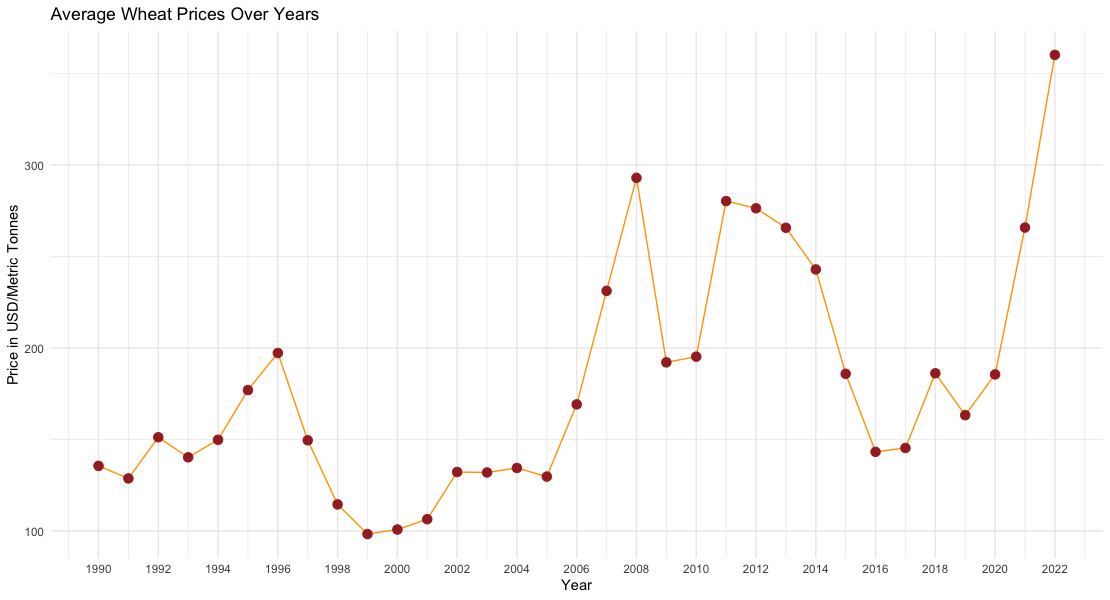 Average Wheat Prices Over Years
Price in USD/Metric Tonnes
300
200
100
1990 1992 1994 1996 1998 2000 2002 2004 2006 2008 2010 2012 2014 2016 2018 2020 2022
Year